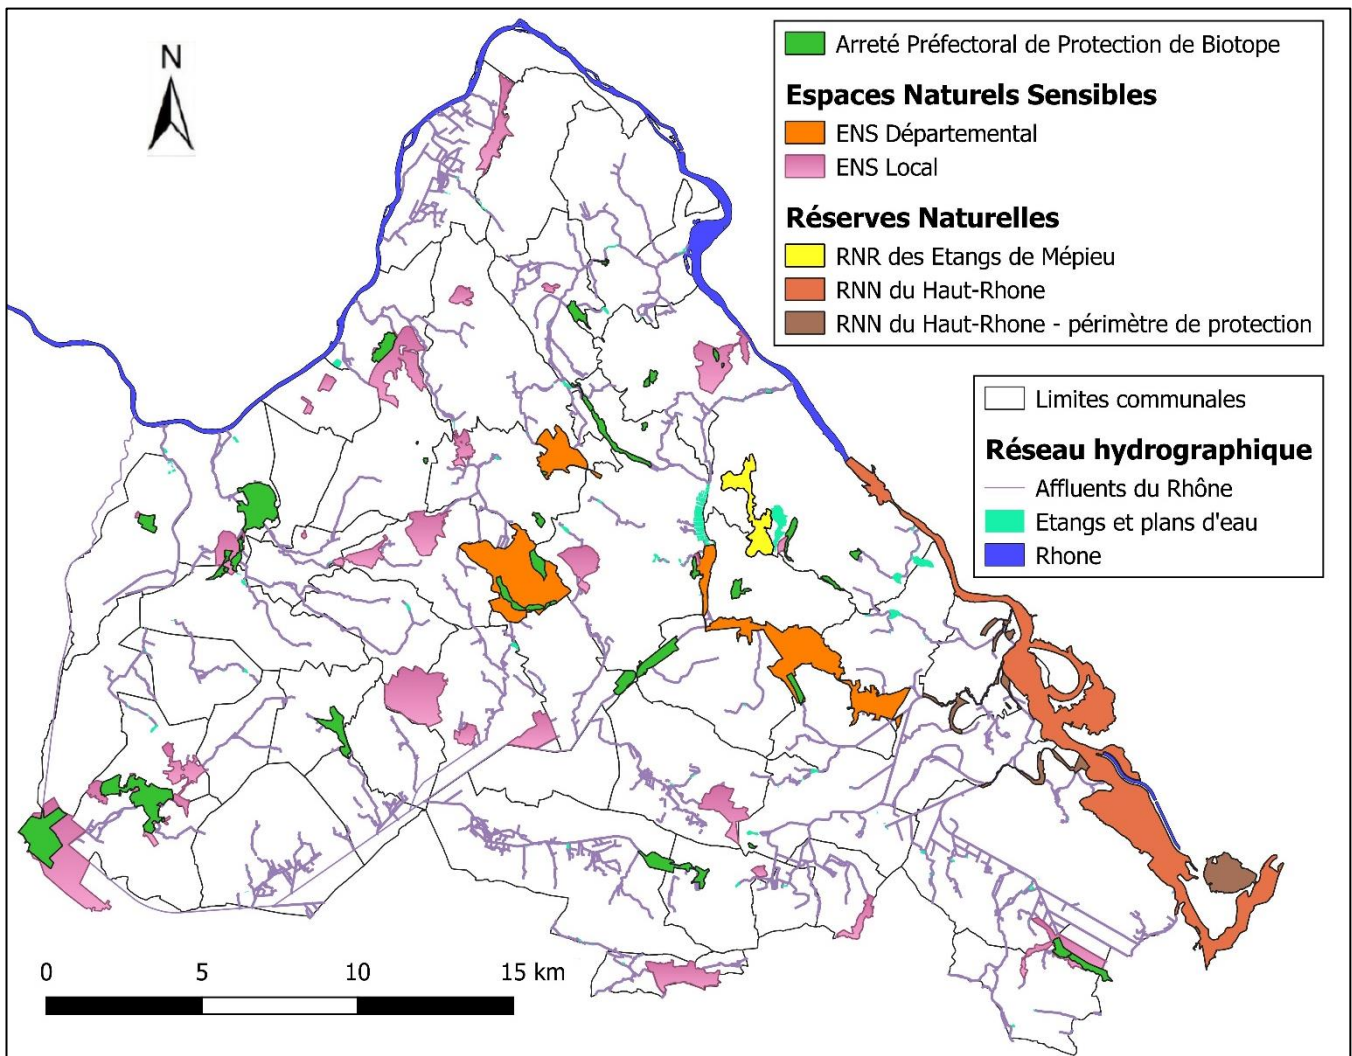 N
Arreté Préfectoral de Protection de Biotope
Espaces Naturels Sensibles
ENS Départemental
ENS Local
Réserves Naturelles
RNR des Etangs de Mépieu
RNN du Haut-Rhone
RNN du Haut-Rhone - périmètre de protection
Limites communales
Réseau hydrographique
Affluents du Rhône
Etangs et plans d'eau
Rhone
0 5 10 15 km